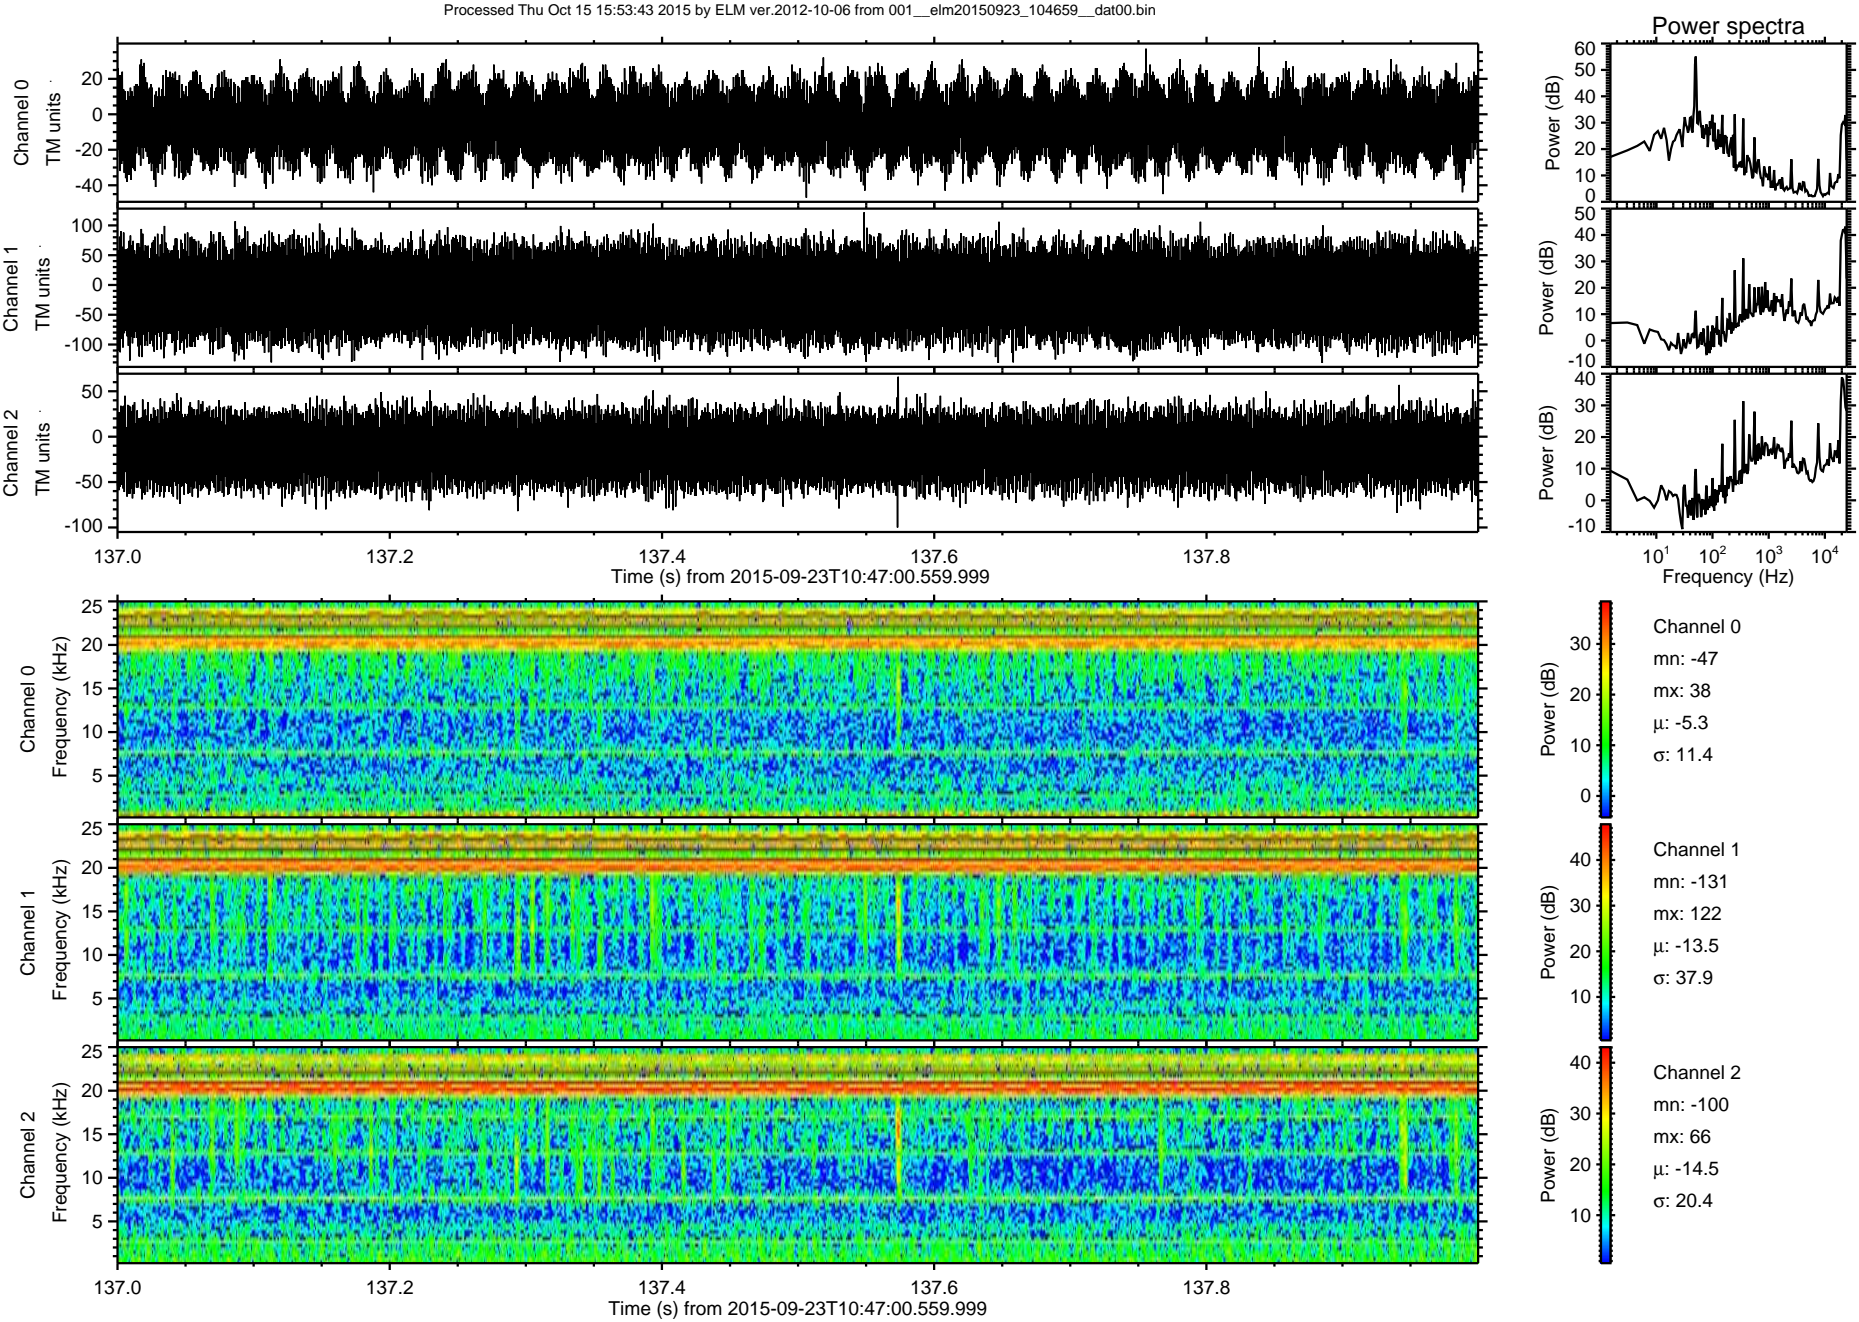 Processed Thu Oct 15 15:53:43 2015 by ELM ver.2012-10-06 from 001__elm20150923_104659__dat00.bin
Power spectra
Channel 0
TM units
20
0
-20
-40
Power (dB)
60
50
40
30
20
10
0
Channel 1
TM units
100
50
0
-50
-100
Power (dB)
50
40
30
20
10
0
-10
Channel 2
TM units
50
0
-50
-100
Power (dB)
40
30
20
10
0
-10
137.0 137.2 137.4 137.6 137.8
Time (s) from 2015-09-23T10:47:00.559.999
10¹ 10² 10³ 10⁴
Frequency (Hz)
Channel 0
Frequency (kHz)
25
20
15
10
5
Power (dB)
30
20
10
0
Channel 0
mn: -47
mx: 38
μ: -5.3
σ: 11.4
Channel 1
Frequency (kHz)
25
20
15
10
5
Power (dB)
40
30
20
10
Channel 1
mn: -131
mx: 122
μ: -13.5
σ: 37.9
Channel 2
Frequency (kHz)
25
20
15
10
5
Power (dB)
40
30
20
10
Channel 2
mn: -100
mx: 66
μ: -14.5
σ: 20.4
137.0 137.2 137.4 137.6 137.8
Time (s) from 2015-09-23T10:47:00.559.999